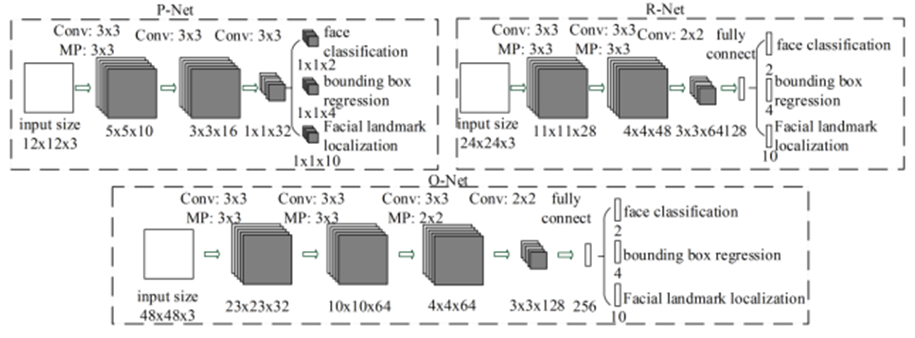 P-Net
Conv: 3x3 Conv: 3x3 Conv: 3x3
MP: 3x3
face
classification
1x1x2
bounding box
regression
1x1x4
Facial landmark
localization
1x1x10
input size
12x12x3
5x5x10
3x3x16
1x1x32
R-Net
Conv: 3x3 Conv: 3x3 Conv: 2x2 fully
MP: 3x3 MP: 3x3 connect
face classification
2
bounding box
regression
4
Facial landmark
localization
10
input size
24x24x3
11x11x28
4x4x48
3x3x64
128
O-Net
Conv: 3x3 Conv: 3x3 Conv: 3x3 Conv: 2x2 fully
MP: 3x3 MP: 3x3 MP: 2x2 connect
face classification
2
bounding box regression
4
Facial landmark localization
10
input size
48x48x3
23x23x32
10x10x64
4x4x64
3x3x128
256